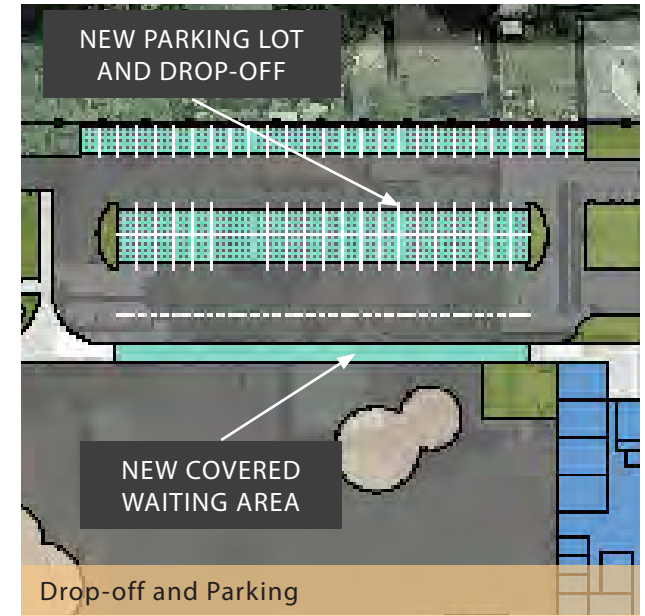 NEW PARKING LOT
AND DROP-OFF
NEW COVERED
WAITING AREA
Drop-off and Parking